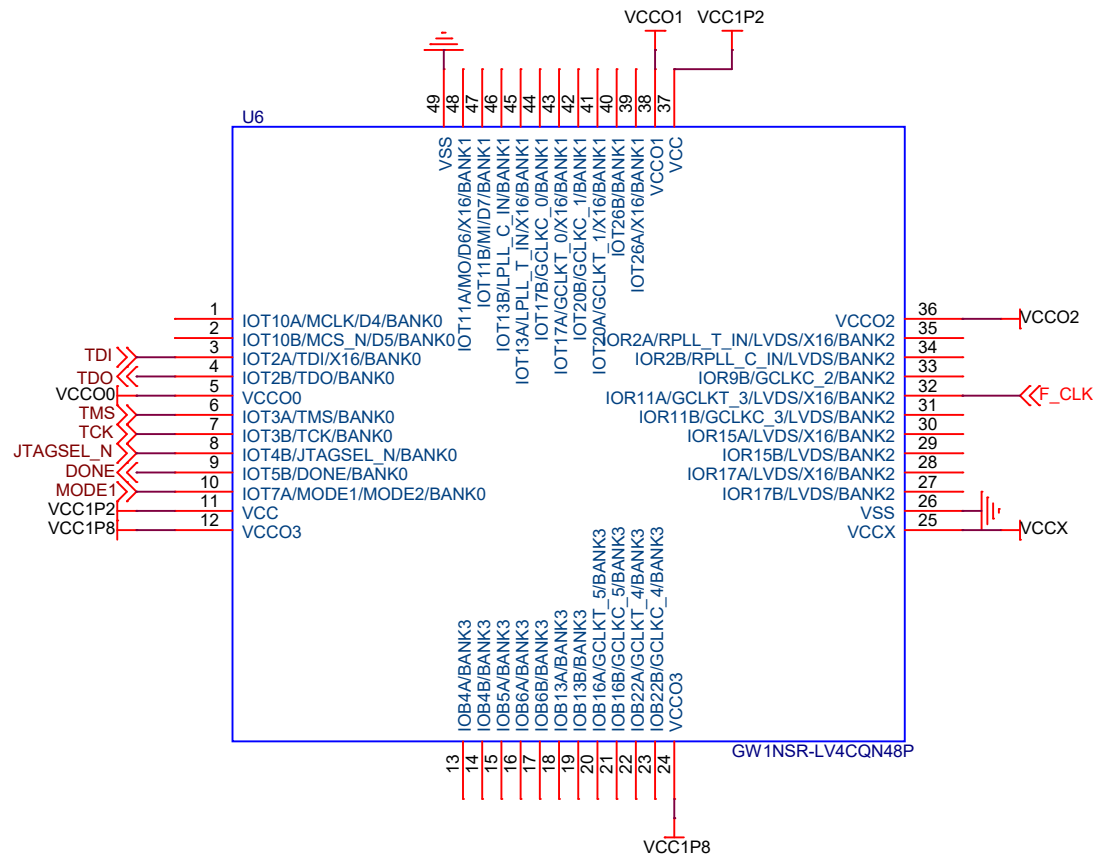 VCCO1
VCC1P2
49
48
47
46
45
44
43
42
41
40
39
38
37
U6
VSS
IOT11A/MO/D6/X16/BANK1
IOT11B/MI/D7/BANK1
IOT13B/LPLL_C_IN/BANK1
IOT13A/LPLL_T_IN/X16/BANK1
IOT17B/GCLKC_0/BANK1
IOT17A/GCLKT_0/X16/BANK1
IOT20B/GCLKC_1/BANK1
IOT20A/GCLKT_1/X16/BANK1
IOT26B/BANK1
IOT26A/X16/BANK1
VCCO1
VCC
1 IOT10A/MCLK/D4/BANK0
2 IOT10B/MCS_N/D5/BANK0
TDI 3 IOT2A/TDI/X16/BANK0
TDO 4 IOT2B/TDO/BANK0
VCCO0 5 VCCO0
TMS 6 IOT3A/TMS/BANK0
TCK 7 IOT3B/TCK/BANK0
JTAGSEL_N 8 IOT4B/JTAGSEL_N/BANK0
DONE 9 IOT5B/DONE/BANK0
MODE1 10 IOT7A/MODE1/MODE2/BANK0
VCC1P2 11 VCC
VCC1P8 12 VCCO3
VCCO2 36 VCCO2
IOR2A/RPLL_T_IN/LVDS/X16/BANK2 35
IOR2B/RPLL_C_IN/LVDS/BANK2 34
IOR9B/GCLKC_2/BANK2 33
IOR11A/GCLKT_3/LVDS/X16/BANK2 32 F_CLK
IOR11B/GCLKC_3/LVDS/BANK2 31
IOR15A/LVDS/X16/BANK2 30
IOR15B/LVDS/BANK2 29
IOR17A/LVDS/X16/BANK2 28
IOR17B/LVDS/BANK2 27
VSS 26
VCCX 25 VCCX
IOB4A/BANK3
IOB4B/BANK3
IOB5A/BANK3
IOB6A/BANK3
IOB6B/BANK3
IOB13A/BANK3
IOB13B/BANK3
IOB16A/GCLKT_5/BANK3
IOB16B/GCLKC_5/BANK3
IOB22A/GCLKT_4/BANK3
IOB22B/GCLKC_4/BANK3
VCCO3
GW1NSR-LV4CQN48P
13
14
15
16
17
18
19
20
21
22
23
24
VCC1P8